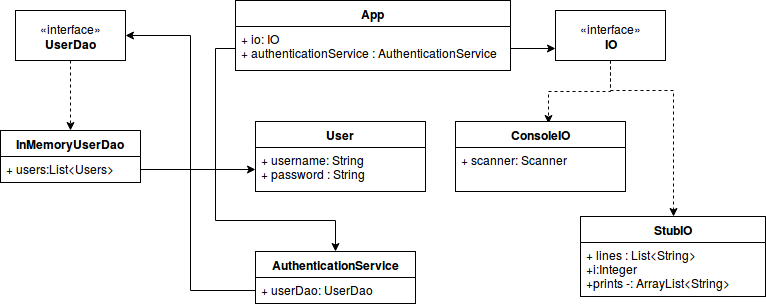 «interface»
UserDao
App
+ io: IO
+ authenticationService : AuthenticationService
«interface»
IO
InMemoryUserDao
+ users:List<Users>
User
+ username: String
+ password : String
ConsoleIO
+ scanner: Scanner
StubIO
+ lines : List<String>
+i:Integer
+prints -: ArrayList<String>
AuthenticationService
+ userDao: UserDao